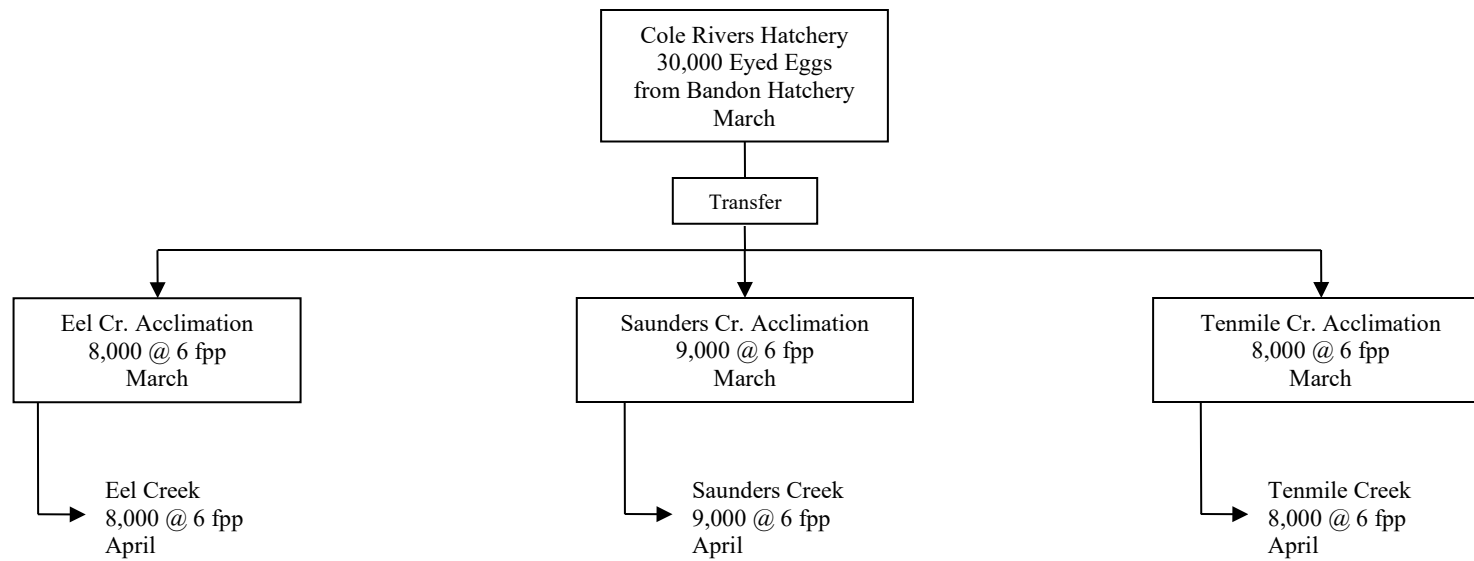 Cole Rivers Hatchery
30,000 Eyed Eggs
from Bandon Hatchery
March
Transfer
Eel Cr. Acclimation
8,000 @ 6 fpp
March
Saunders Cr. Acclimation
9,000 @ 6 fpp
March
Tenmile Cr. Acclimation
8,000 @ 6 fpp
March
Eel Creek
8,000 @ 6 fpp
April
Saunders Creek
9,000 @ 6 fpp
April
Tenmile Creek
8,000 @ 6 fpp
April